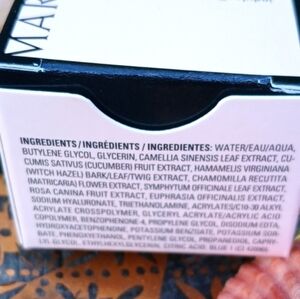 MAR
INGREDIENTS / INGRÉDIENTS / INGREDIENTES: WATER/EAU/AQUA,
BUTYLENE GLYCOL, GLYCERIN, CAMELLIA SINENSIS LEAF EXTRACT, CU-
CUMIS SATIVUS (CUCUMBER) FRUIT EXTRACT, HAMAMELIS VIRGINIANA
(WITCH HAZEL) BARK/LEAF/TWIG EXTRACT, CHAMOMILLA RECUTITA
(MATRICARIA) FLOWER EXTRACT, SYMPHYTUM OFFICINALE LEAF EXTRACT,
ROSA CANINA FRUIT EXTRACT, EUPHRASIA OFFICINALIS EXTRACT,
SODIUM HYALURONATE, TRIETHANOLAMINE, ACRYLATES/C10-30 ALKYL
ACRYLATE CROSSPOLYMER, GLYCERYL ACRYLATE/ACRYLIC ACID
COPOLYMER, BENZOPHENONE-4, PROPYLENE GLYCOL, DISODIUM EDTA,
HYDROXYACETOPHENONE, POTASSIUM BENZOATE, POTASSIUM SOR-
BATE, PHENOXYETHANOL, PENTYLENE GLYCOL, PROPANEDIOL, CAPRY-
LYL GLYCOL, ETHYLHEXYLGLYCERIN, CITRIC ACID, BLUE 1 (CI 42090)